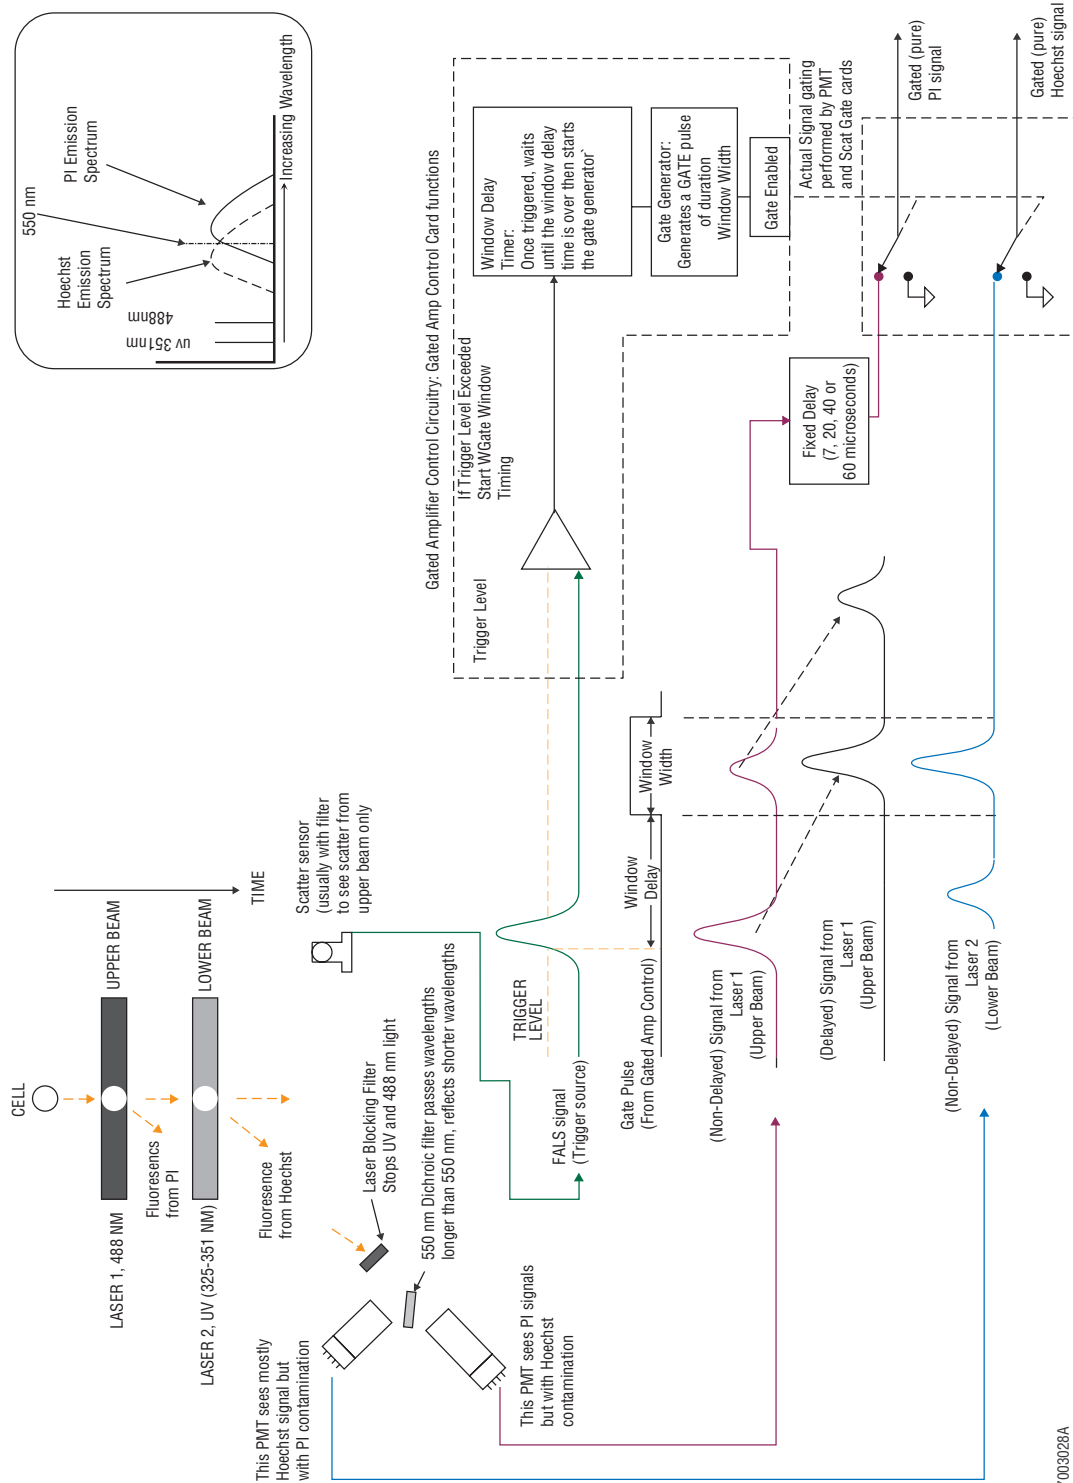 CELL
LASER 1, 488 NM
UPPER BEAM
Fluoresencs
from PI
LASER 2, UV (325-351 NM)
LOWER BEAM
TIME
Fluoresence
from Hoechst
This PMT sees mostly
Hoechst signal but
with PI contamination
Laser Blocking Filter
Stops UV and 488 nm light
550 nm Dichroic filter passes wavelengths
longer than 550 nm, reflects shorter wavelengths
This PMT sees PI signals
but with Hoechst
contamination
Scatter sensor
(usually with filter
to see scatter from
upper beam only
uv 351nm
488nm
Hoechst
Emission
Spectrum
550 nm
PI Emission
Spectrum
Increasing Wavelength
Gated Amplifier Control Circuitry: Gated Amp Control Card functions
Trigger Level
If Trigger Level Exceeded
Start WGate Window
Timing
Window Delay
Timer:
Once triggered, waits
until the window delay
time is over then starts
the gate generator`
Gate Generator:
Generates a GATE pulse
of duration
Window Width
Gate Enabled
Actual Signal gating
performed by PMT
and Scat Gate cards
TRIGGER
LEVEL
FALS signal
(Trigger source)
Gate Pulse
(From Gated Amp Control)
Window
Delay
Window
Width
(Non-Delayed) Signal from
Laser 1
(Upper Beam)
Fixed Delay
(7, 20, 40 or
60 microseconds)
Gated (pure)
PI signal
(Delayed) Signal from
Laser 1
(Upper Beam)
(Non-Delayed) Signal from
Laser 2
(Lower Beam)
Gated (pure)
Hoechst signal
7003028A